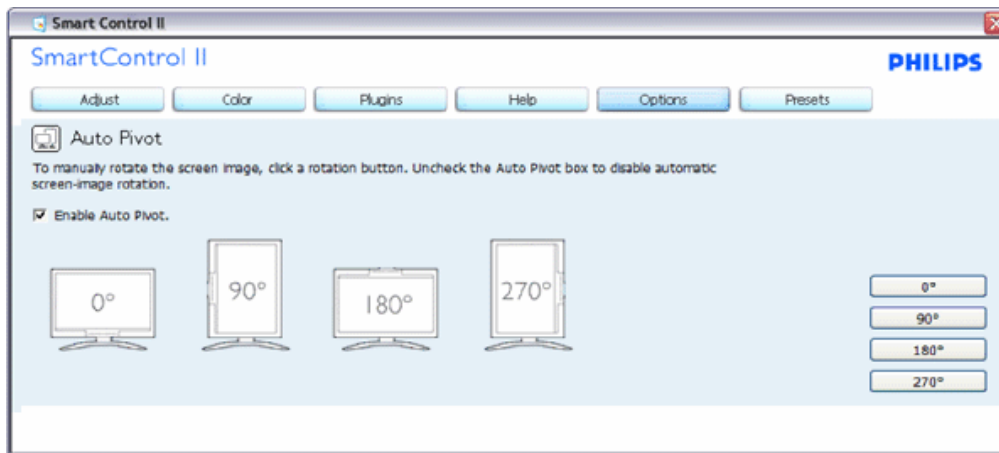 Smart Control II
SmartControl II
PHILIPS
Adjust
Color
Plugins
Help
Options
Presets
Auto Pivot
To manually rotate the screen image, click a rotation button. Uncheck the Auto Pivot box to disable automatic
screen-image rotation.
Enable Auto Pivot.
0°
90°
180°
270°
0°
90°
180°
270°